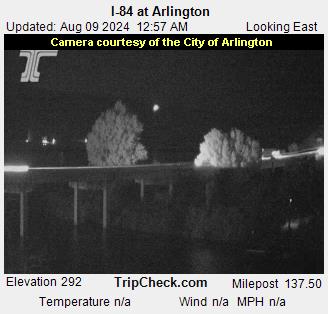 I-84 at Arlington
Updated: Aug 09 2024 12:57 AM Looking East
Camera courtesy of the City of Arlington
Elevation 292 TripCheck.com Milepost 137.50
Temperature n/a Wind n/a MPH n/a